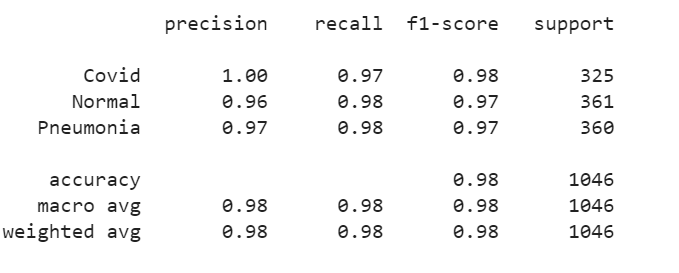 precision recall f1-score support
Covid 1.00 0.97 0.98 325
Normal 0.96 0.98 0.97 361
Pneumonia 0.97 0.98 0.97 360
accuracy 0.98 1046
macro avg 0.98 0.98 0.98 1046
weighted avg 0.98 0.98 0.98 1046